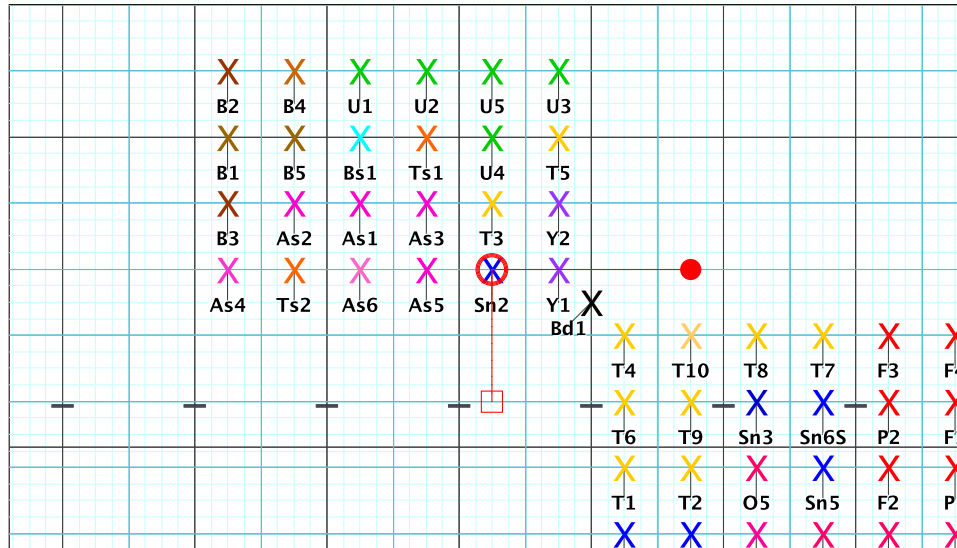 B2 B4 U1 U2 U5 U3
B1 B5 Bs1 Ts1 U4 T5
B3 As2 As1 As3 T3 Y2
As4 Ts2 As6 As5 Sn2 Y1
Bd1
T4 T10 T8 T7 F3
T6 T9 Sn3 Sn6S P2
T1 T2 O5 Sn5 F2 P